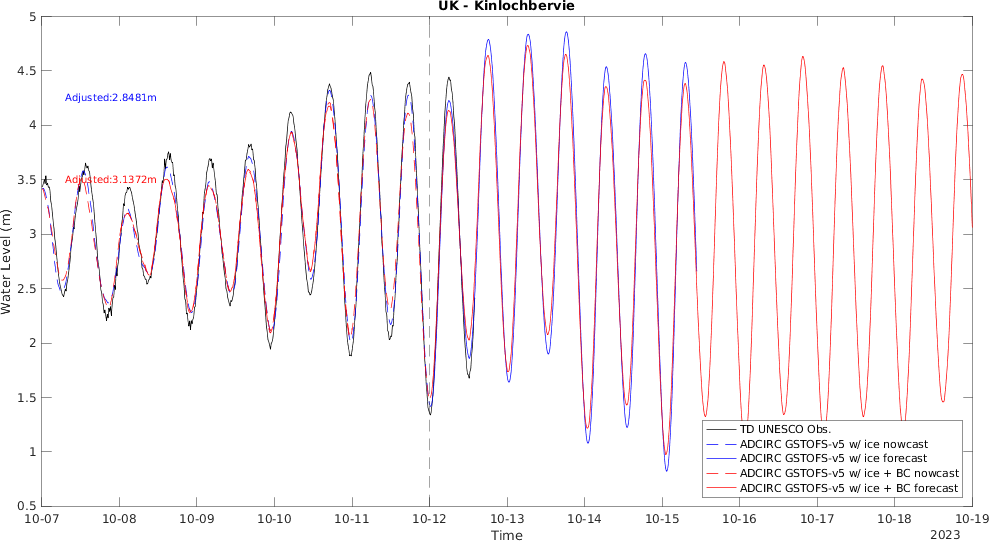 UK - Kinlochbervie
5
4.5
4
3.5
3
2.5
2
1.5
1
0.5
Water Level (m)
Adjusted:2.8481m
Adjusted:3.1372m
TD UNESCO Obs.
ADCIRC GSTOFS-v5 w/ ice nowcast
ADCIRC GSTOFS-v5 w/ ice forecast
ADCIRC GSTOFS-v5 w/ ice + BC nowcast
ADCIRC GSTOFS-v5 w/ ice + BC forecast
10-07 10-08 10-09 10-10 10-11 10-12 10-13 10-14 10-15 10-16 10-17 10-18 10-19
Time
2023